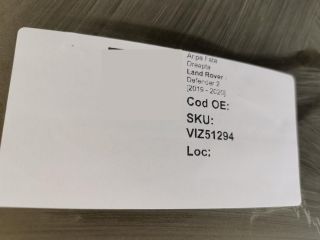 Aripa Fata
Dreapta
Land Rover :
Defender 2
[2019 - 2020]
Cod OE:
SKU:
VIZ51294
Loc: